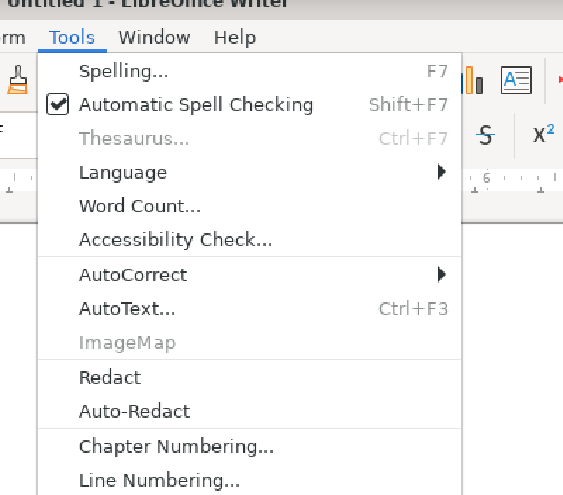 Untitled 1 - LibreOffice Writer
Tools Window Help
Spelling... F7
Automatic Spell Checking Shift+F7
Thesaurus... Ctrl+F7
Language
Word Count...
Accessibility Check...
AutoCorrect
AutoText... Ctrl+F3
ImageMap
Redact
Auto-Redact
Chapter Numbering...
Line Numbering...
A
S X²
6